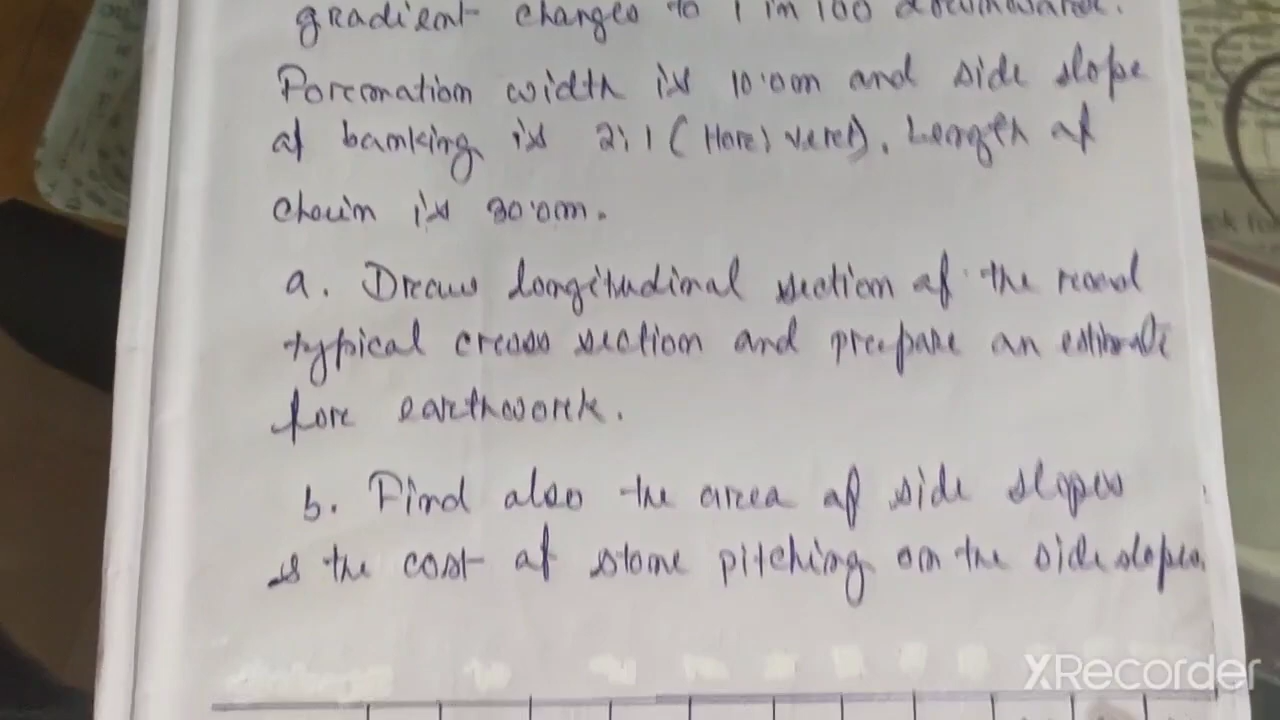 gradient changes to 1 in 100 downwards.
Formation width is 10.0m and side slope
of banking is 2:1 (Hori: vert). Length of
chain is 30.0m.
a. Draw longitudinal section of the road
typical cross section and prepare an estimate
for earthwork.
b. Find also the area of side slopes
& the cost of stone pitching on the side slopes.
XRecorder